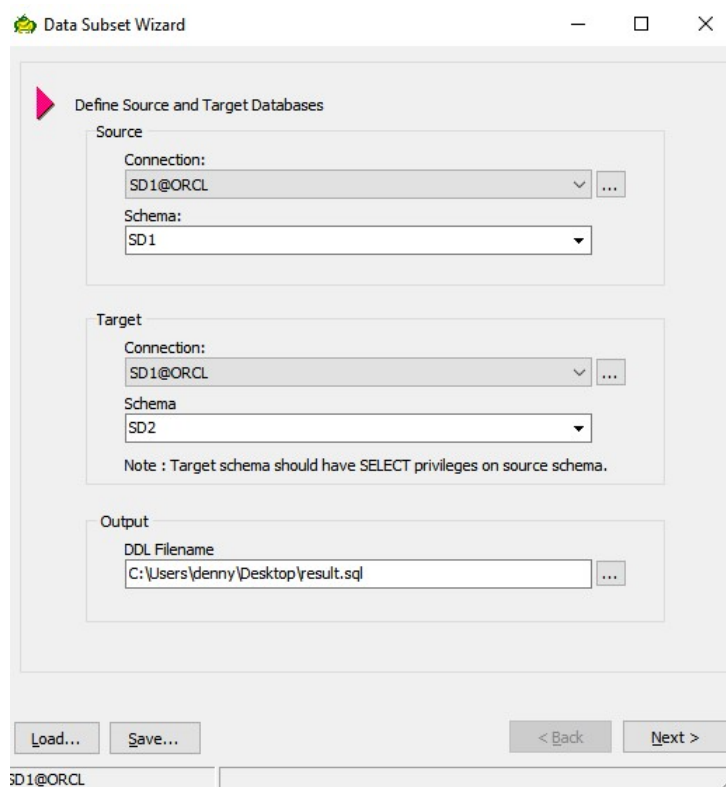 Data Subset Wizard
Define Source and Target Databases
Source
Connection:
SD1@ORCL
...
Schema:
SD1
Target
Connection:
SD1@ORCL
...
Schema
SD2
Note : Target schema should have SELECT privileges on source schema.
Output
DDL Filename
C:\Users\denny\Desktop\result.sql
...
Load... Save... < Back Next >
SD1@ORCL